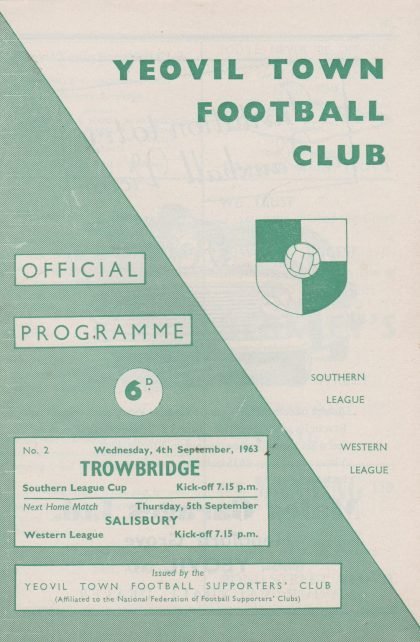 YEOVIL TOWN
FOOTBALL
CLUB
OFFICIAL
PROGRAMME
6D.
SOUTHERN
LEAGUE
WESTERN
LEAGUE
No. 2 Wednesday, 4th September, 1963
TROWBRIDGE
Southern League Cup Kick-off 7.15 p.m.
Next Home Match Thursday, 5th September
SALISBURY
Western League Kick-off 7.15 p.m.
Issued by the
YEOVIL TOWN FOOTBALL SUPPORTERS' CLUB
(Affiliated to the National Federation of Football Supporters' Clubs)